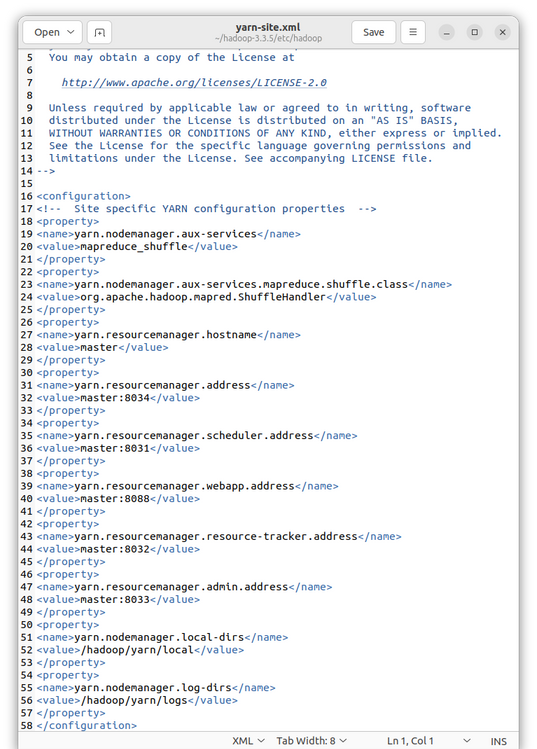 Open
yarn-site.xml
~/hadoop-3.3.5/etc/hadoop
Save
5 You may obtain a copy of the License at
6
7 http://www.apache.org/licenses/LICENSE-2.0
8
9 Unless required by applicable law or agreed to in writing, software
10 distributed under the License is distributed on an "AS IS" BASIS,
11 WITHOUT WARRANTIES OR CONDITIONS OF ANY KIND, either express or implied.
12 See the License for the specific language governing permissions and
13 limitations under the License. See accompanying LICENSE file.
14 -->
15
16 <configuration>
17 <!--  Site specific YARN configuration properties  -->
18 <property>
19 <name>yarn.nodemanager.aux-services</name>
20 <value>mapreduce_shuffle</value>
21 </property>
22 <property>
23 <name>yarn.nodemanager.aux-services.mapreduce.shuffle.class</name>
24 <value>org.apache.hadoop.mapred.ShuffleHandler</value>
25 </property>
26 <property>
27 <name>yarn.resourcemanager.hostname</name>
28 <value>master</value>
29 </property>
30 <property>
31 <name>yarn.resourcemanager.address</name>
32 <value>master:8034</value>
33 </property>
34 <property>
35 <name>yarn.resourcemanager.scheduler.address</name>
36 <value>master:8031</value>
37 </property>
38 <property>
39 <name>yarn.resourcemanager.webapp.address</name>
40 <value>master:8088</value>
41 </property>
42 <property>
43 <name>yarn.resourcemanager.resource-tracker.address</name>
44 <value>master:8032</value>
45 </property>
46 <property>
47 <name>yarn.resourcemanager.admin.address</name>
48 <value>master:8033</value>
49 </property>
50 <property>
51 <name>yarn.nodemanager.local-dirs</name>
52 <value>/hadoop/yarn/local</value>
53 </property>
54 <property>
55 <name>yarn.nodemanager.log-dirs</name>
56 <value>/hadoop/yarn/logs</value>
57 </property>
58 </configuration>
XML Tab Width: 8 Ln 1, Col 1 INS